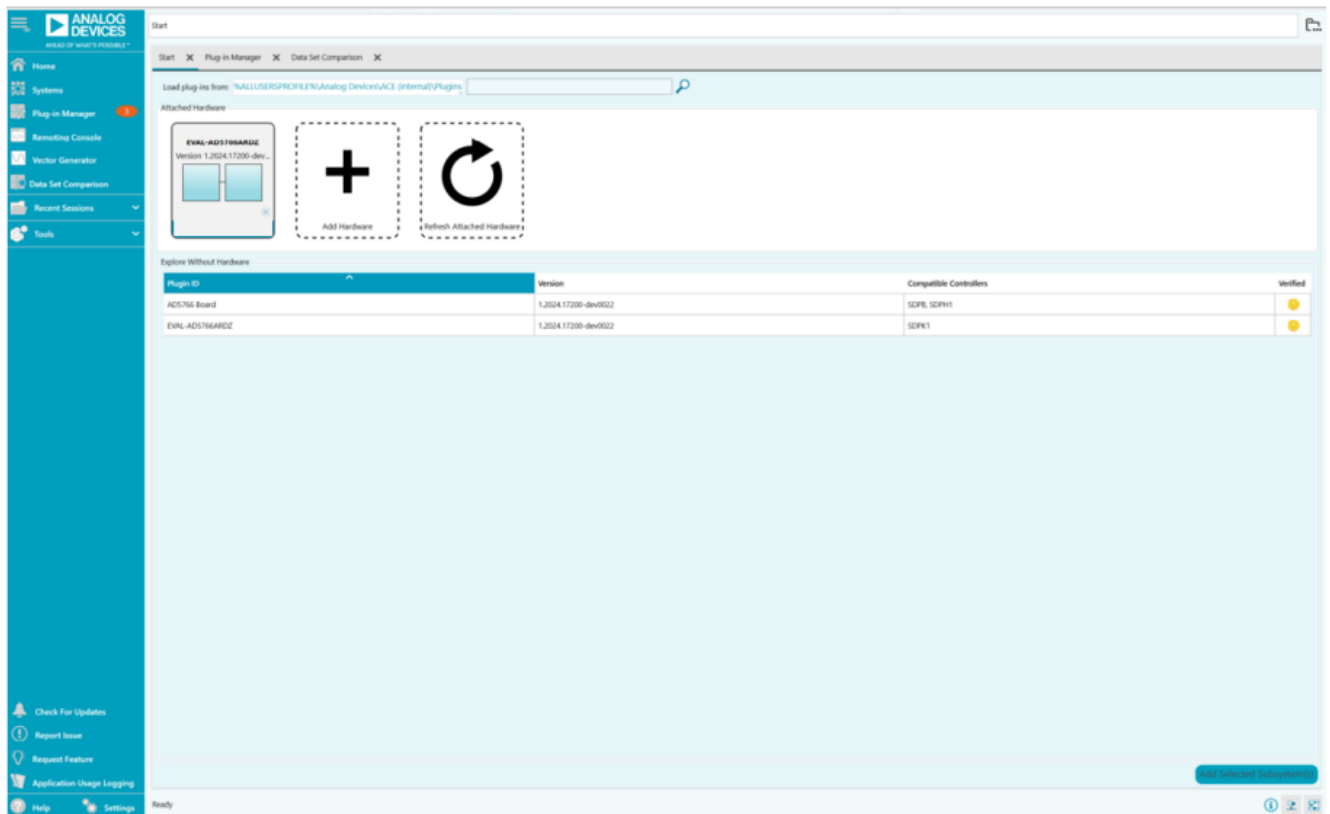 ANALOG
DEVICES
AHEAD OF WHAT'S POSSIBLE™
Start
Start
Plug-in Manager
Data Set Comparison
Home
Systems
Plug-in Manager
Remoting Console
Vector Generator
Data Set Comparison
Recent Sessions
Tools
Load plug-ins from: %ALLUSERSPROFILE%\Analog Devices\ACE (internal)\Plugins
Attached Hardware
EVAL-AD5766ARDZ
Version 1.2024.17200-dev...
Add Hardware
Refresh Attached Hardware
Explore Without Hardware
Plugin ID Version Compatible Controllers Verified
AD5766 Board 1.2024.17200-dev0022 SDPB, SDPH1
EVAL-AD5766ARDZ 1.2024.17200-dev0022 SDPK1
Check For Updates
Report Issue
Request Feature
Application Usage Logging
Help Settings
Add Selected Subsystem(s)
Ready